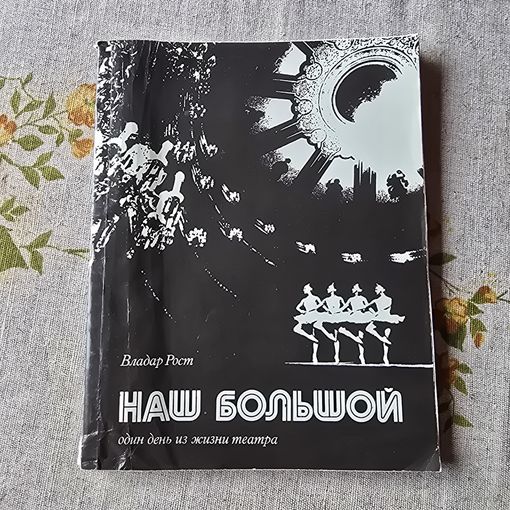 Владар Рост
НАШ БОЛЬШОЙ
один день из жизни театра